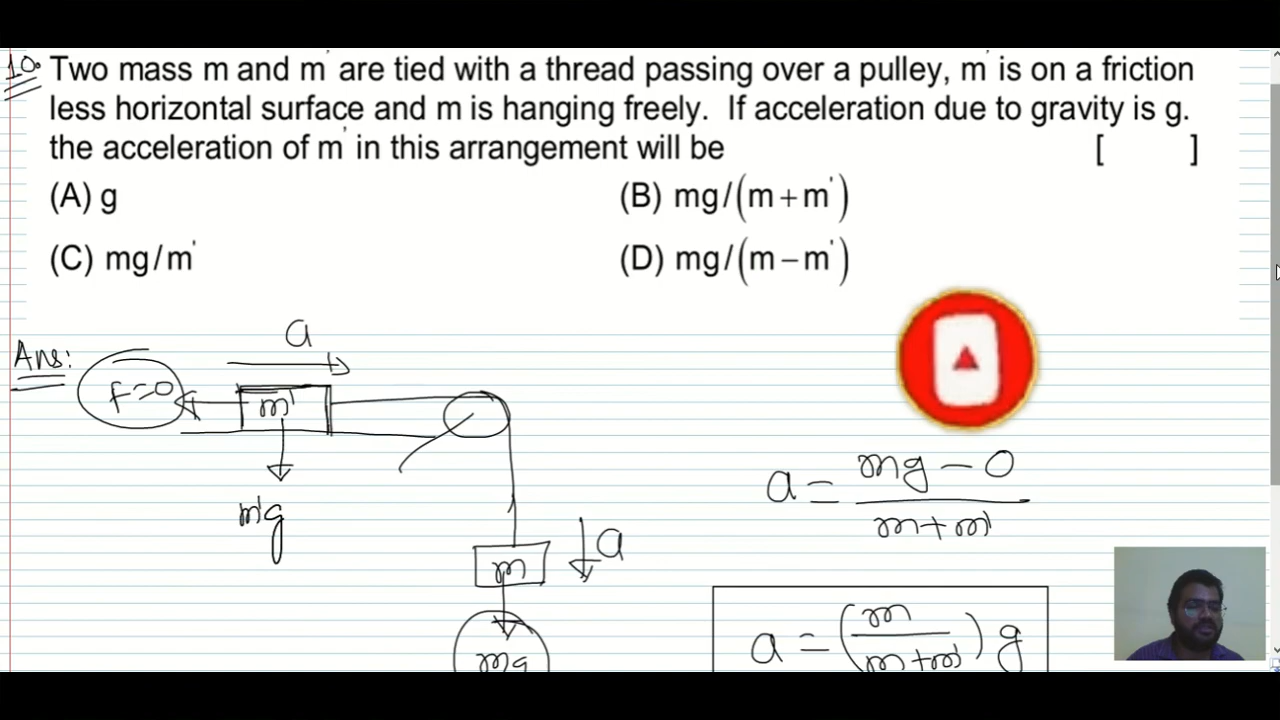 10. Two mass m and m' are tied with a thread passing over a pulley, m' is on a friction
less horizontal surface and m is hanging freely. If acceleration due to gravity is g.
the acceleration of m' in this arrangement will be [ ]
(A) g (B) mg/(m+m')
(C) mg/m' (D) mg/(m−m')
Ans:
a
f=0
m'
m'g
a = mg − 0 / m+m'
m
a
mg
a = (m / m+m') g